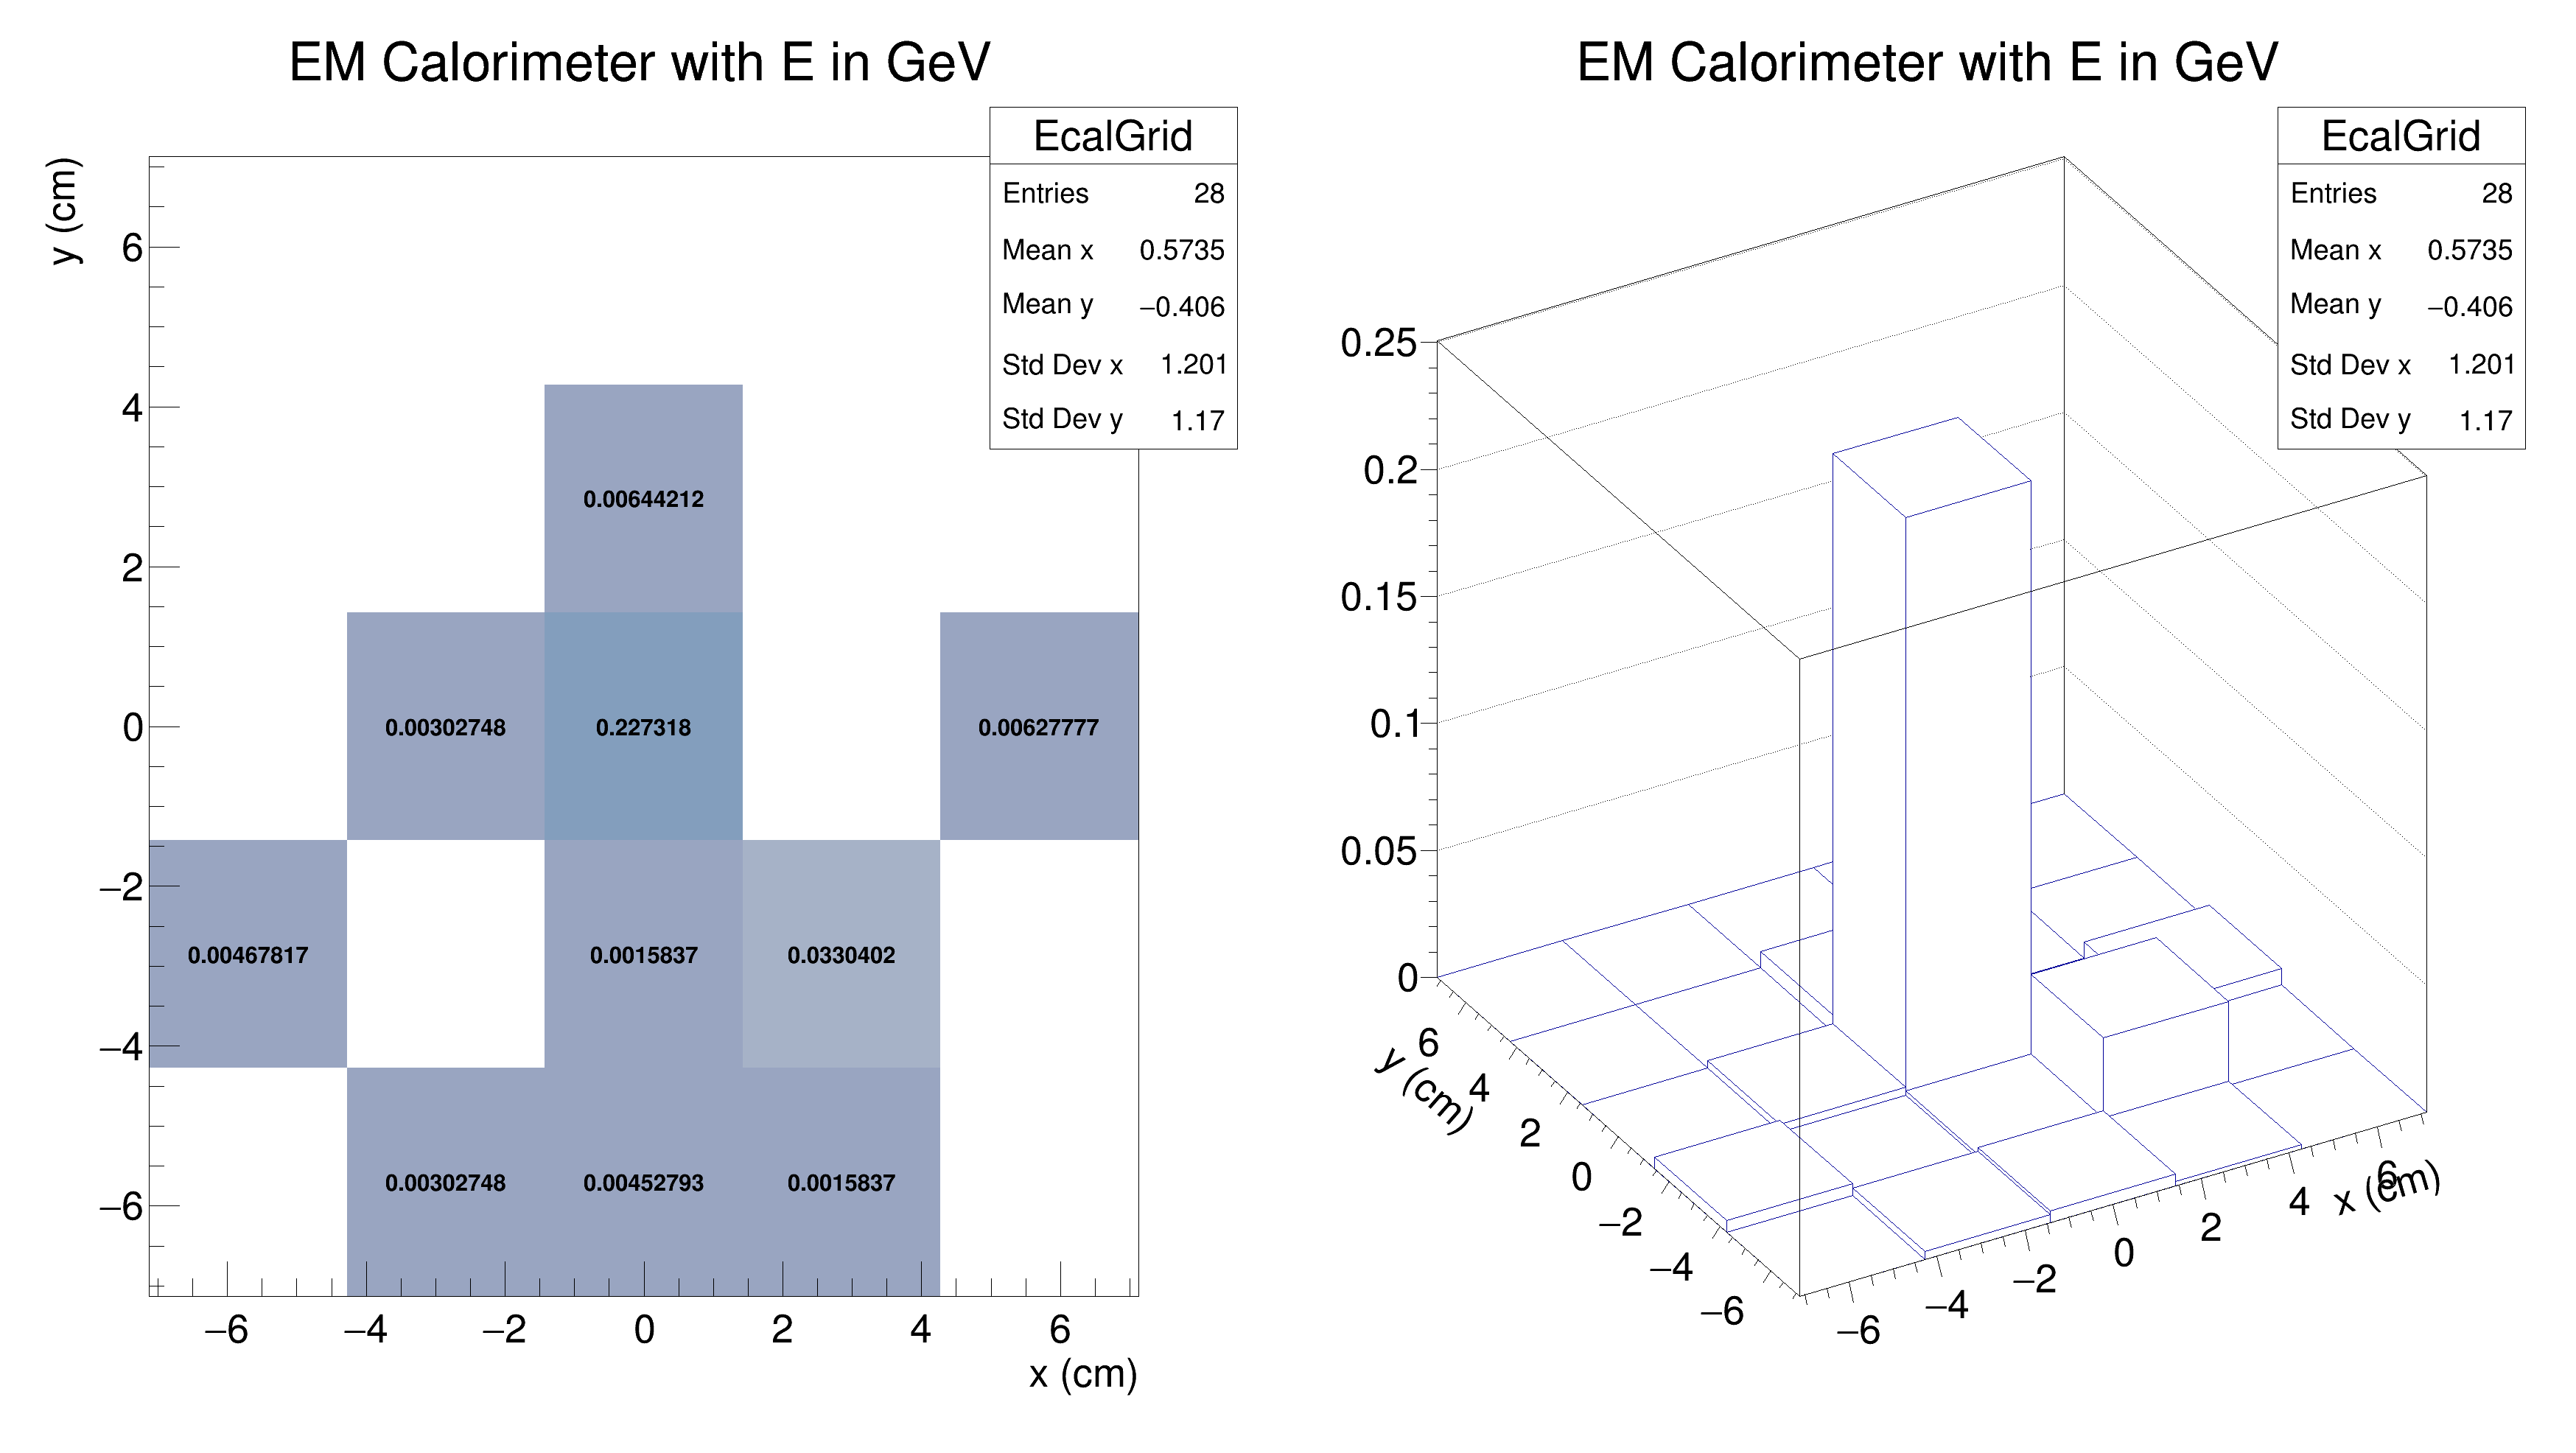 EM Calorimeter with E in GeV
EcalGrid
Entries 28
Mean x 0.5735
Mean y −0.406
Std Dev x 1.201
Std Dev y 1.17
y (cm)
6
4
2
0
−2
−4
−6
0.00644212
0.00302748 0.227318 0.00627777
0.00467817 0.0015837 0.0330402
0.00302748 0.00452793 0.0015837
−6 −4 −2 0 2 4 6
x (cm)
EM Calorimeter with E in GeV
EcalGrid
Entries 28
Mean x 0.5735
Mean y −0.406
Std Dev x 1.201
Std Dev y 1.17
0.25
0.2
0.15
0.1
0.05
0
y (cm)
6
4
2
0
−2
−4
−6
−6
−4
−2
0
2
4
6
x (cm)